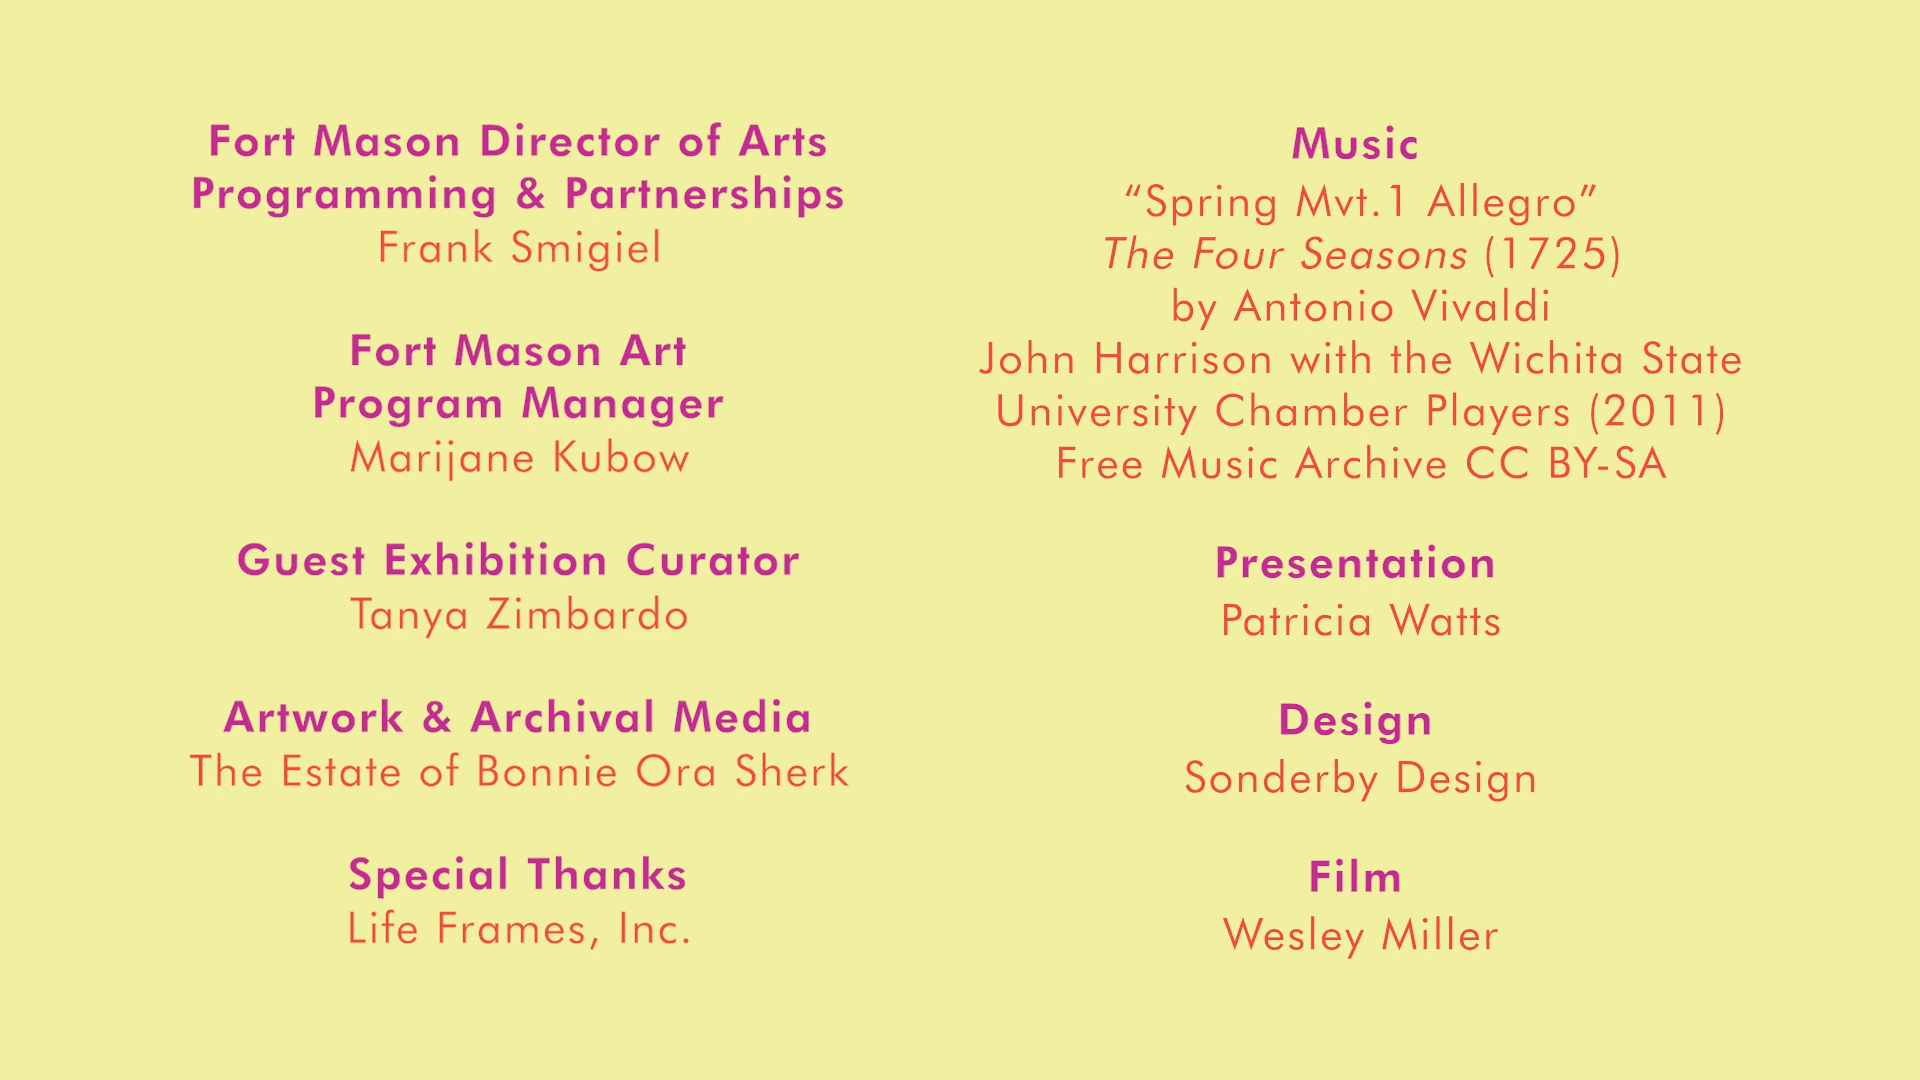 Fort Mason Director of Arts
Programming & Partnerships
Frank Smigiel
Fort Mason Art
Program Manager
Marijane Kubow
Guest Exhibition Curator
Tanya Zimbardo
Artwork & Archival Media
The Estate of Bonnie Ora Sherk
Special Thanks
Life Frames, Inc.
Music
“Spring Mvt.1 Allegro”
The Four Seasons (1725)
by Antonio Vivaldi
John Harrison with the Wichita State
University Chamber Players (2011)
Free Music Archive CC BY-SA
Presentation
Patricia Watts
Design
Sonderby Design
Film
Wesley Miller